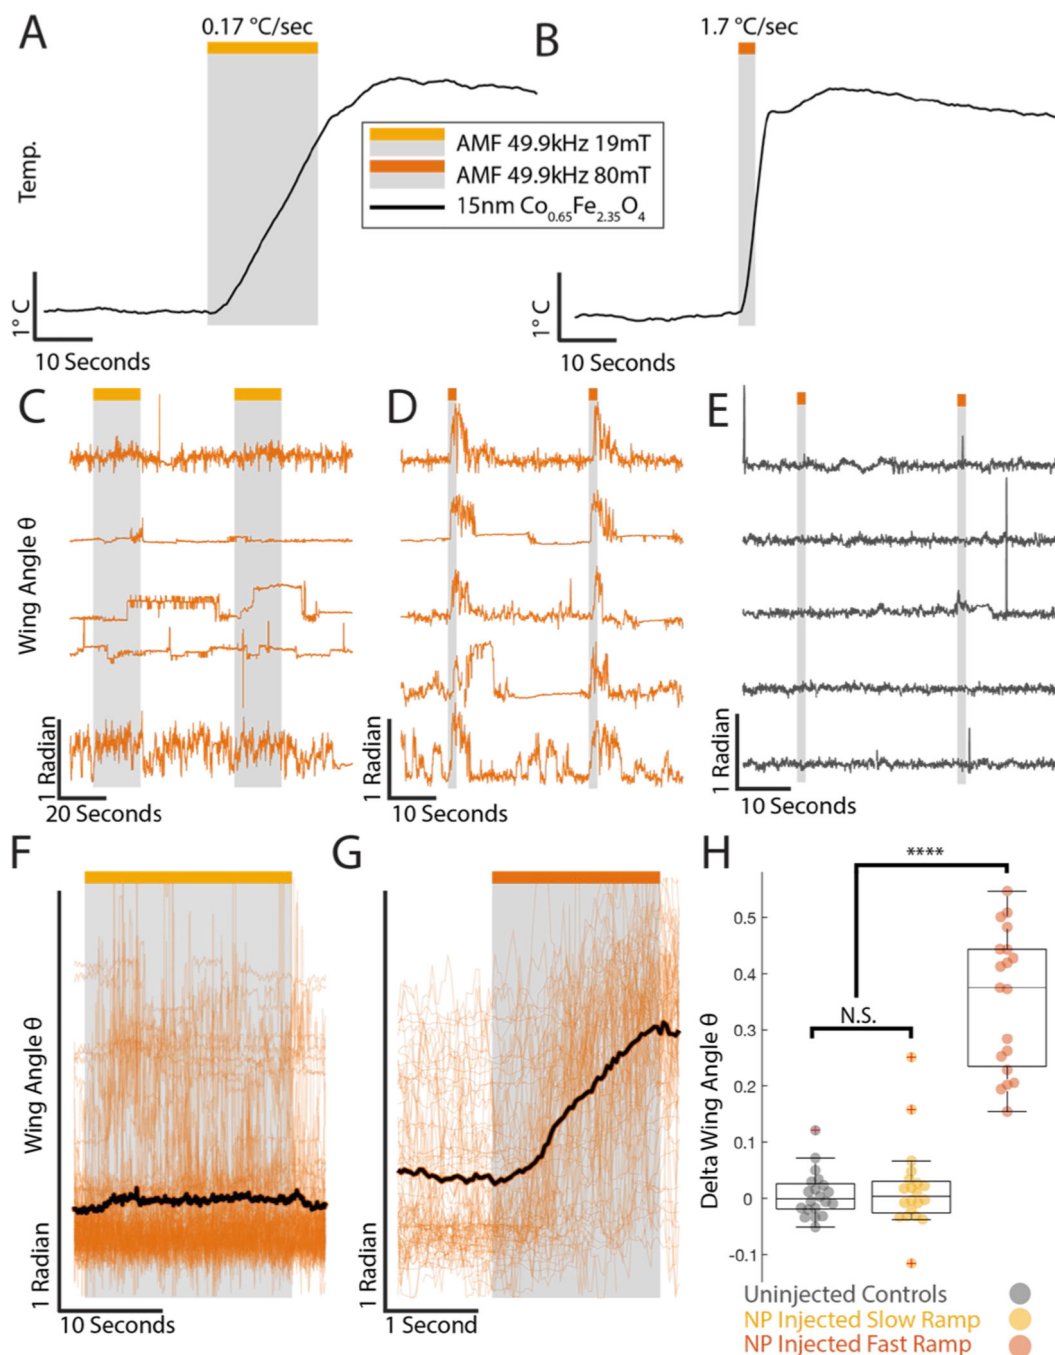 A
0.17 °C/sec
B
1.7 °C/sec
Temp.
AMF 49.9kHz 19mT
AMF 49.9kHz 80mT
15nm Co0.65Fe2.35O4
1° C
10 Seconds
1° C
10 Seconds
C
D
E
Wing Angle θ
1 Radian
20 Seconds
1 Radian
10 Seconds
1 Radian
10 Seconds
F
G
H
Wing Angle θ
1 Radian
10 Seconds
1 Radian
1 Second
****
N.S.
Delta Wing Angle θ
0.5
0.4
0.3
0.2
0.1
0
-0.1
Uninjected Controls
NP Injected Slow Ramp
NP Injected Fast Ramp